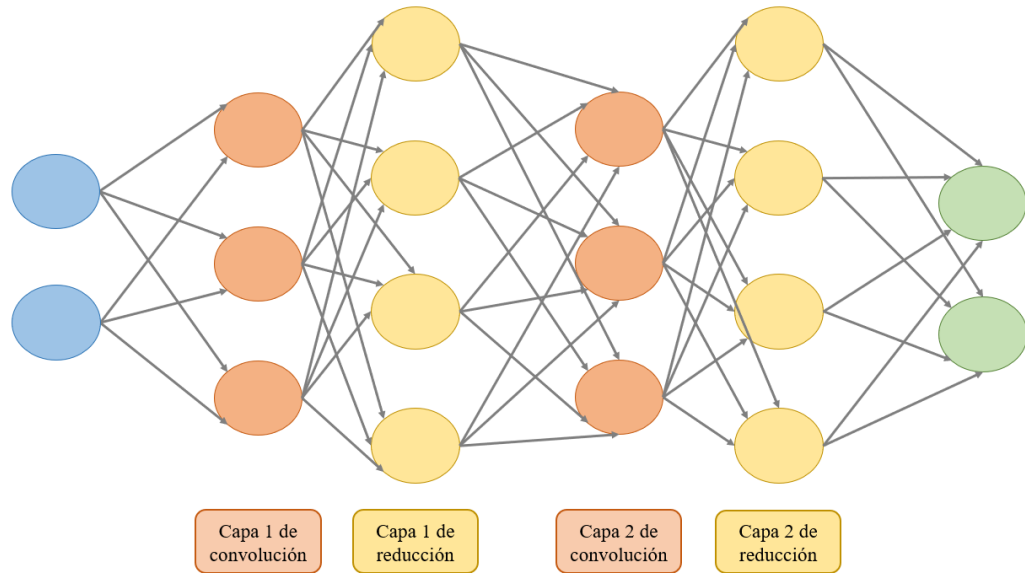 Capa 1 de
convolución
Capa 1 de
reducción
Capa 2 de
convolución
Capa 2 de
reducción